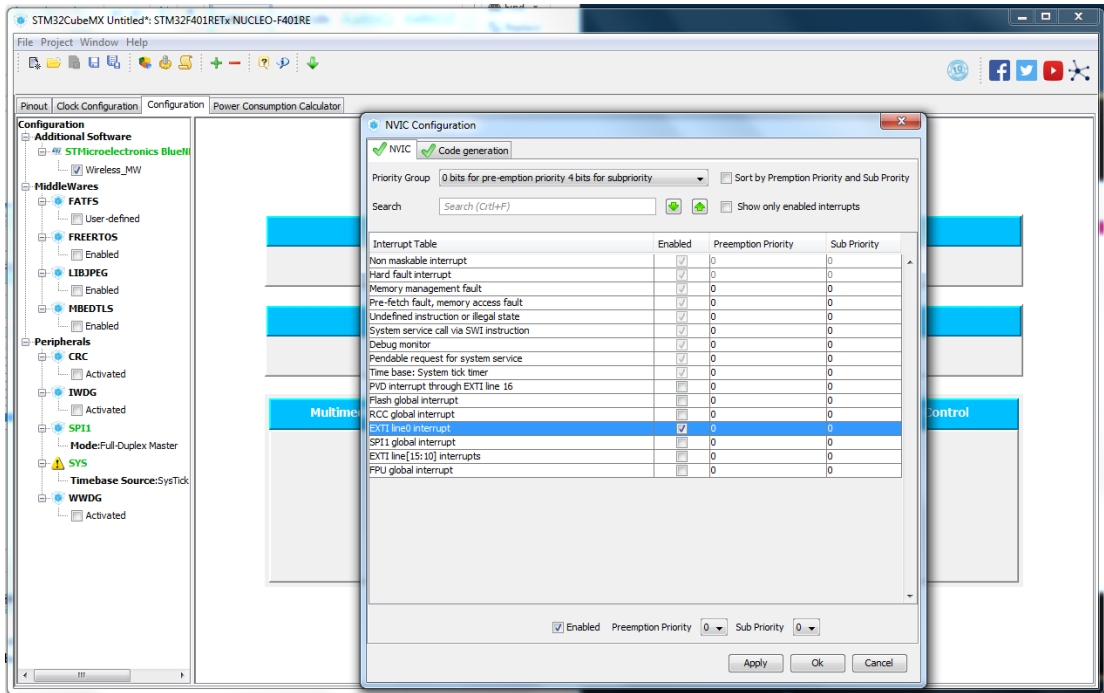 STM32CubeMX Untitled*: STM32F401RETx NUCLEO-F401RE
File Project Window Help
Pinout Clock Configuration Configuration Power Consumption Calculator
Configuration
Additional Software
STMicroelectronics BlueN
Wireless_MW
MiddleWares
FATFS
User-defined
FREERTOS
Enabled
LIBJPEG
Enabled
MBEDTLS
Enabled
Peripherals
CRC
Activated
IWDG
Activated
SPI1
Mode:Full-Duplex Master
SYS
Timebase Source:SysTick
WWDG
Activated
Multime
Control
NVIC Configuration
NVIC Code generation
Priority Group 0 bits for pre-emption priority 4 bits for subpriority Sort by Premption Priority and Sub Prority
Search Search (Crtl+F) Show only enabled interrupts
Interrupt Table Enabled Preemption Priority Sub Priority
Non maskable interrupt 0 0
Hard fault interrupt 0 0
Memory management fault 0 0
Pre-fetch fault, memory access fault 0 0
Undefined instruction or illegal state 0 0
System service call via SWI instruction 0 0
Debug monitor 0 0
Pendable request for system service 0 0
Time base: System tick timer 0 0
PVD interrupt through EXTI line 16 0 0
Flash global interrupt 0 0
RCC global interrupt 0 0
EXTI line0 interrupt 0 0
SPI1 global interrupt 0 0
EXTI line[15:10] interrupts 0 0
FPU global interrupt 0 0
Enabled Preemption Priority 0 Sub Priority 0
Apply Ok Cancel